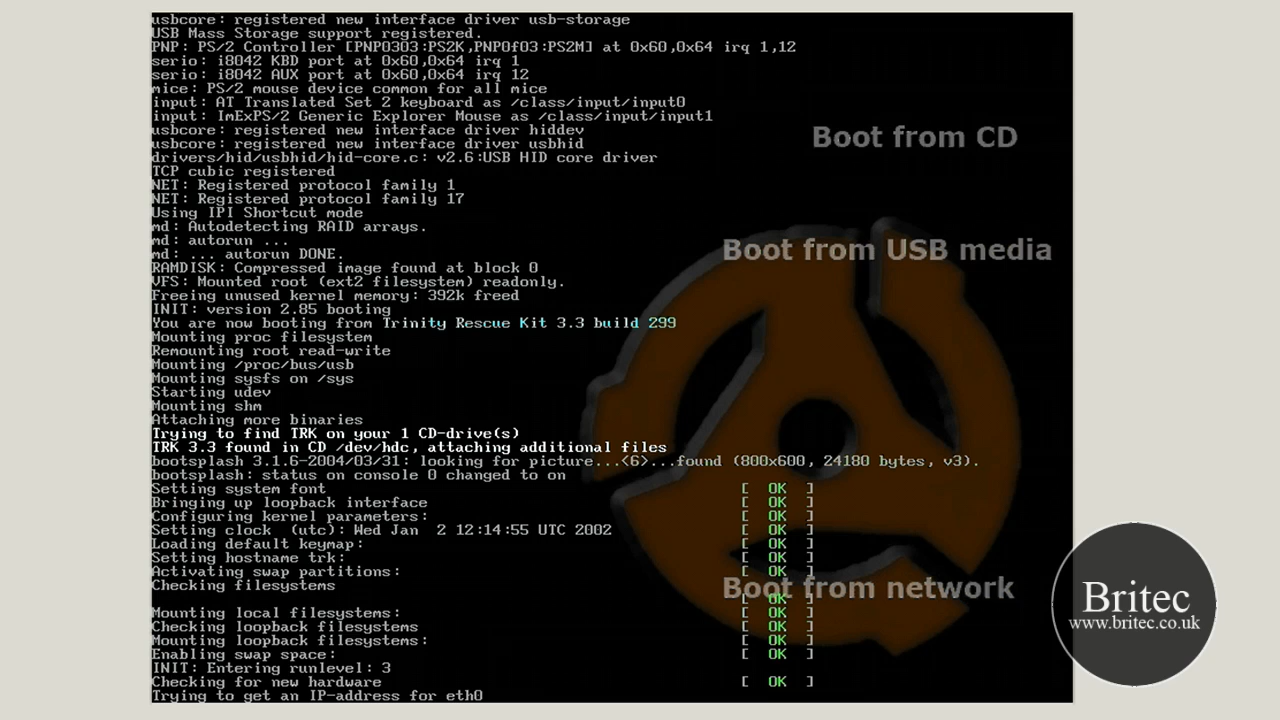 usbcore: registered new interface driver usb-storage
USB Mass Storage support registered.
PNP: PS/2 Controller [PNP0303:PS2K,PNP0f03:PS2M] at 0x60,0x64 irq 1,12
serio: i8042 KBD port at 0x60,0x64 irq 1
serio: i8042 AUX port at 0x60,0x64 irq 12
mice: PS/2 mouse device common for all mice
input: AT Translated Set 2 keyboard as /class/input/input0
input: ImExPS/2 Generic Explorer Mouse as /class/input/input1
usbcore: registered new interface driver hiddev
Boot from CD
usbcore: registered new interface driver usbhid
drivers/hid/usbhid/hid-core.c: v2.6:USB HID core driver
TCP cubic registered
NET: Registered protocol family 1
NET: Registered protocol family 17
Using IPI Shortcut mode
md: Autodetecting RAID arrays.
md: autorun ...
Boot from USB media
md: ... autorun DONE.
RAMDISK: Compressed image found at block 0
VFS: Mounted root (ext2 filesystem) readonly.
Freeing unused kernel memory: 392k freed
INIT: version 2.85 booting
You are now booting from Trinity Rescue Kit 3.3 build 299
Mounting proc filesystem
Remounting root read-write
Mounting /proc/bus/usb
Mounting sysfs on /sys
Starting udev
Mounting shm
Attaching more binaries
Trying to find TRK on your 1 CD-drive(s)
TRK 3.3 found in CD /dev/hdc, attaching additional files
bootsplash 3.1.6-2004/03/31: looking for picture...<6>...found (800x600, 24180 bytes, v3).
bootsplash: status on console 0 changed to on
Setting system font [ OK ]
Bringing up loopback interface [ OK ]
Configuring kernel parameters: [ OK ]
Setting clock (utc): Wed Jan 2 12:14:55 UTC 2002 [ OK ]
Loading default keymap: [ OK ]
Setting hostname trk: [ OK ]
Activating swap partitions: [ OK ]
Checking filesystems
Boot from network
[ OK ]
Mounting local filesystems: [ OK ]
Checking loopback filesystems [ OK ]
Mounting loopback filesystems: [ OK ]
Enabling swap space: [ OK ]
INIT: Entering runlevel: 3
Checking for new hardware [ OK ]
Trying to get an IP-address for eth0
Britec
www.britec.co.uk